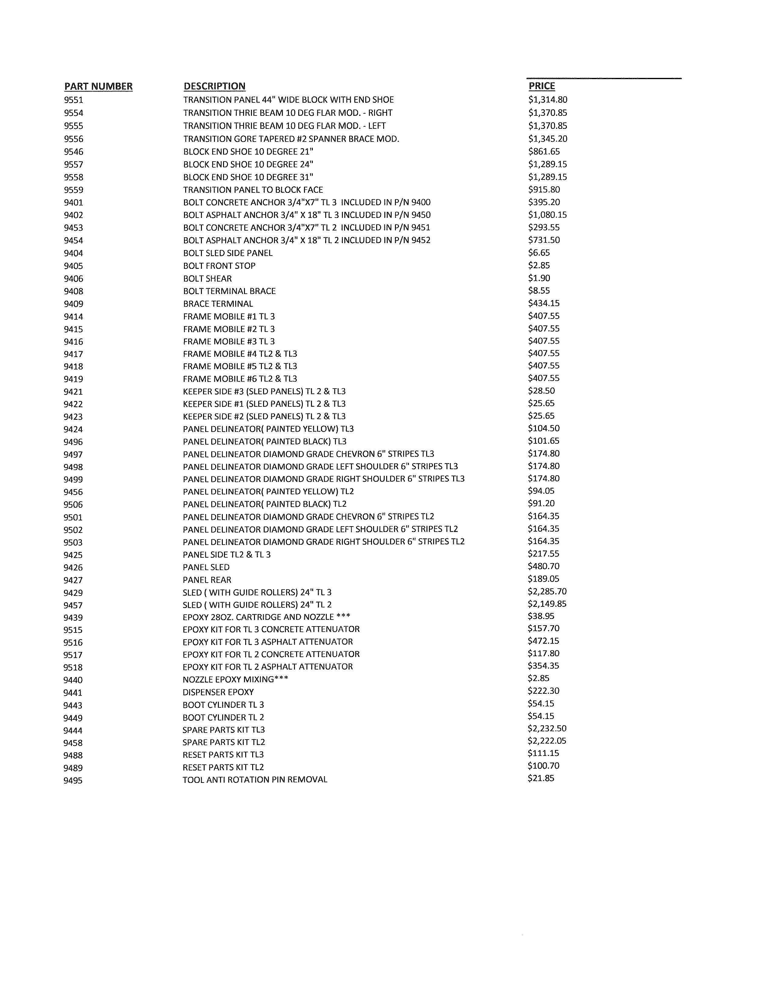 PART NUMBER DESCRIPTION PRICE
9551 TRANSITION PANEL 44" WIDE BLOCK WITH END SHOE $1,314.80
9554 TRANSITION THRIE BEAM 10 DEG FLAR MOD. - RIGHT $1,370.85
9555 TRANSITION THRIE BEAM 10 DEG FLAR MOD. - LEFT $1,370.85
9556 TRANSITION GORE TAPERED #2 SPANNER BRACE MOD. $1,345.20
9546 BLOCK END SHOE 10 DEGREE 21" $861.65
9557 BLOCK END SHOE 10 DEGREE 24" $1,289.15
9558 BLOCK END SHOE 10 DEGREE 31" $1,289.15
9559 TRANSITION PANEL TO BLOCK FACE $915.80
9401 BOLT CONCRETE ANCHOR 3/4"X7" TL 3 INCLUDED IN P/N 9400 $395.20
9402 BOLT ASPHALT ANCHOR 3/4" X 18" TL 3 INCLUDED IN P/N 9450 $1,080.15
9453 BOLT CONCRETE ANCHOR 3/4"X7" TL 2 INCLUDED IN P/N 9451 $293.55
9454 BOLT ASPHALT ANCHOR 3/4" X 18" TL 2 INCLUDED IN P/N 9452 $731.50
9404 BOLT SLED SIDE PANEL $6.65
9405 BOLT FRONT STOP $2.85
9406 BOLT SHEAR $1.90
9408 BOLT TERMINAL BRACE $8.55
9409 BRACE TERMINAL $434.15
9414 FRAME MOBILE #1 TL 3 $407.55
9415 FRAME MOBILE #2 TL 3 $407.55
9416 FRAME MOBILE #3 TL 3 $407.55
9417 FRAME MOBILE #4 TL2 & TL3 $407.55
9418 FRAME MOBILE #5 TL2 & TL3 $407.55
9419 FRAME MOBILE #6 TL2 & TL3 $407.55
9421 KEEPER SIDE #3 (SLED PANELS) TL 2 & TL3 $28.50
9422 KEEPER SIDE #1 (SLED PANELS) TL 2 & TL3 $25.65
9423 KEEPER SIDE #2 (SLED PANELS) TL 2 & TL3 $25.65
9424 PANEL DELINEATOR( PAINTED YELLOW) TL3 $104.50
9496 PANEL DELINEATOR( PAINTED BLACK) TL3 $101.65
9497 PANEL DELINEATOR DIAMOND GRADE CHEVRON 6" STRIPES TL3 $174.80
9498 PANEL DELINEATOR DIAMOND GRADE LEFT SHOULDER 6" STRIPES TL3 $174.80
9499 PANEL DELINEATOR DIAMOND GRADE RIGHT SHOULDER 6" STRIPES TL3 $174.80
9456 PANEL DELINEATOR( PAINTED YELLOW) TL2 $94.05
9506 PANEL DELINEATOR( PAINTED BLACK) TL2 $91.20
9501 PANEL DELINEATOR DIAMOND GRADE CHEVRON 6" STRIPES TL2 $164.35
9502 PANEL DELINEATOR DIAMOND GRADE LEFT SHOULDER 6" STRIPES TL2 $164.35
9503 PANEL DELINEATOR DIAMOND GRADE RIGHT SHOULDER 6" STRIPES TL2 $164.35
9425 PANEL SIDE TL2 & TL 3 $217.55
9426 PANEL SLED $480.70
9427 PANEL REAR $189.05
9429 SLED ( WITH GUIDE ROLLERS) 24" TL 3 $2,285.70
9457 SLED ( WITH GUIDE ROLLERS) 24" TL 2 $2,149.85
9439 EPOXY 28OZ. CARTRIDGE AND NOZZLE *** $38.95
9515 EPOXY KIT FOR TL 3 CONCRETE ATTENUATOR $157.70
9516 EPOXY KIT FOR TL 3 ASPHALT ATTENUATOR $472.15
9517 EPOXY KIT FOR TL 2 CONCRETE ATTENUATOR $117.80
9518 EPOXY KIT FOR TL 2 ASPHALT ATTENUATOR $354.35
9440 NOZZLE EPOXY MIXING*** $2.85
9441 DISPENSER EPOXY $222.30
9443 BOOT CYLINDER TL 3 $54.15
9449 BOOT CYLINDER TL 2 $54.15
9444 SPARE PARTS KIT TL3 $2,232.50
9458 SPARE PARTS KIT TL2 $2,222.05
9488 RESET PARTS KIT TL3 $111.15
9489 RESET PARTS KIT TL2 $100.70
9495 TOOL ANTI ROTATION PIN REMOVAL $21.85